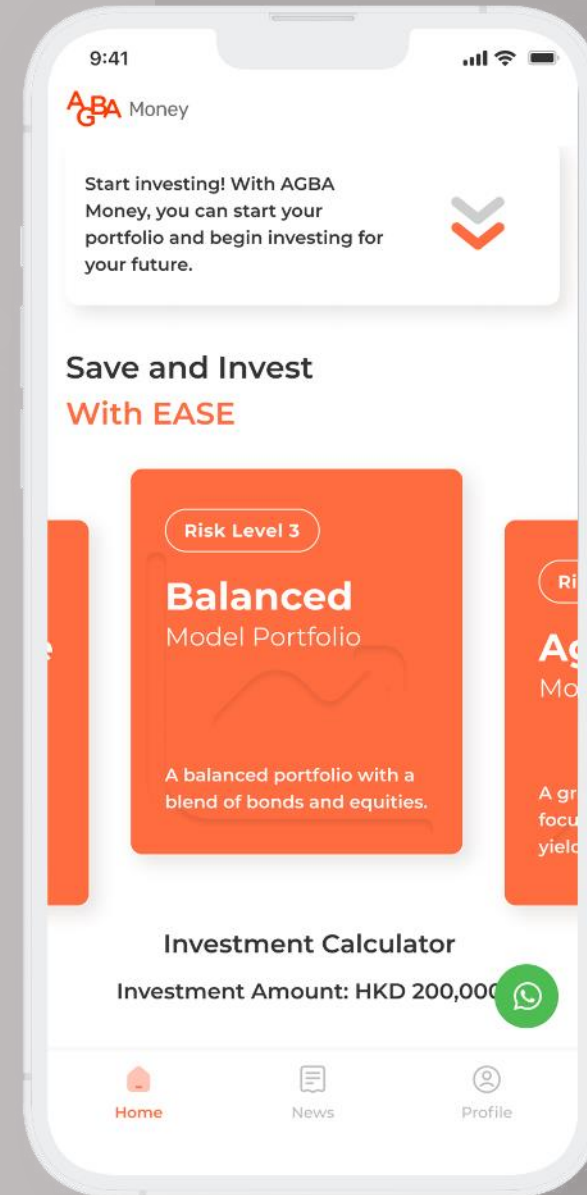 9:41
AGBA Money
Start investing! With AGBA
Money, you can start your
portfolio and begin investing for
your future.
Save and Invest
With EASE
Risk Level 3
Balanced
Model Portfolio
A balanced portfolio with a
blend of bonds and equities.
Investment Calculator
Investment Amount: HKD 200,000
Home
News
Profile